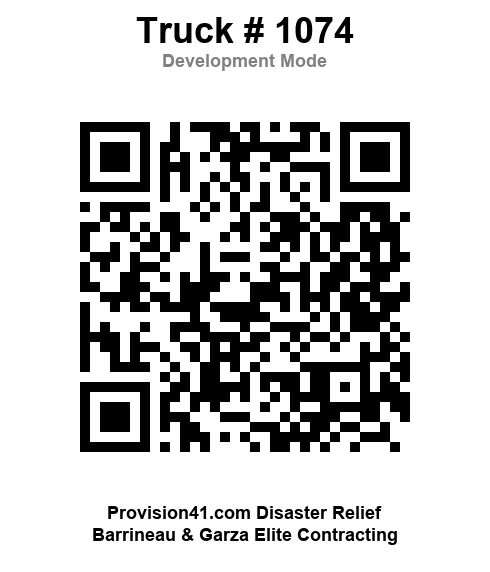 Truck # 1074
Development Mode
Provision41.com Disaster Relief
Barrineau & Garza Elite Contracting